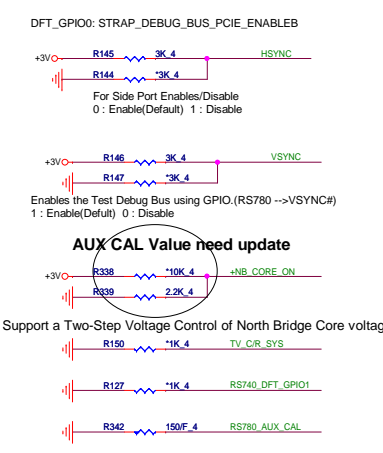 DFT_GPIO0: STRAP_DEBUG_BUS_PCIE_ENABLEB
+3V R145 3K_4 HSYNC
R144 *3K_4
For Side Port Enables/Disable
0 : Enable(Default) 1 : Disable
+3V R146 3K_4 VSYNC
R147 *3K_4
Enables the Test Debug Bus using GPIO.(RS780 -->VSYNC#)
1 : Enable(Defult) 0 : Disable
AUX CAL Value need update
+3V R338 *10K_4 +NB_CORE_ON
R339 2.2K_4
Support a Two-Step Voltage Control of North Bridge Core voltag
R150 *1K_4 TV_C/R_SYS
R127 *1K_4 RS740_DFT_GPIO1
R342 150/F_4 RS780_AUX_CAL